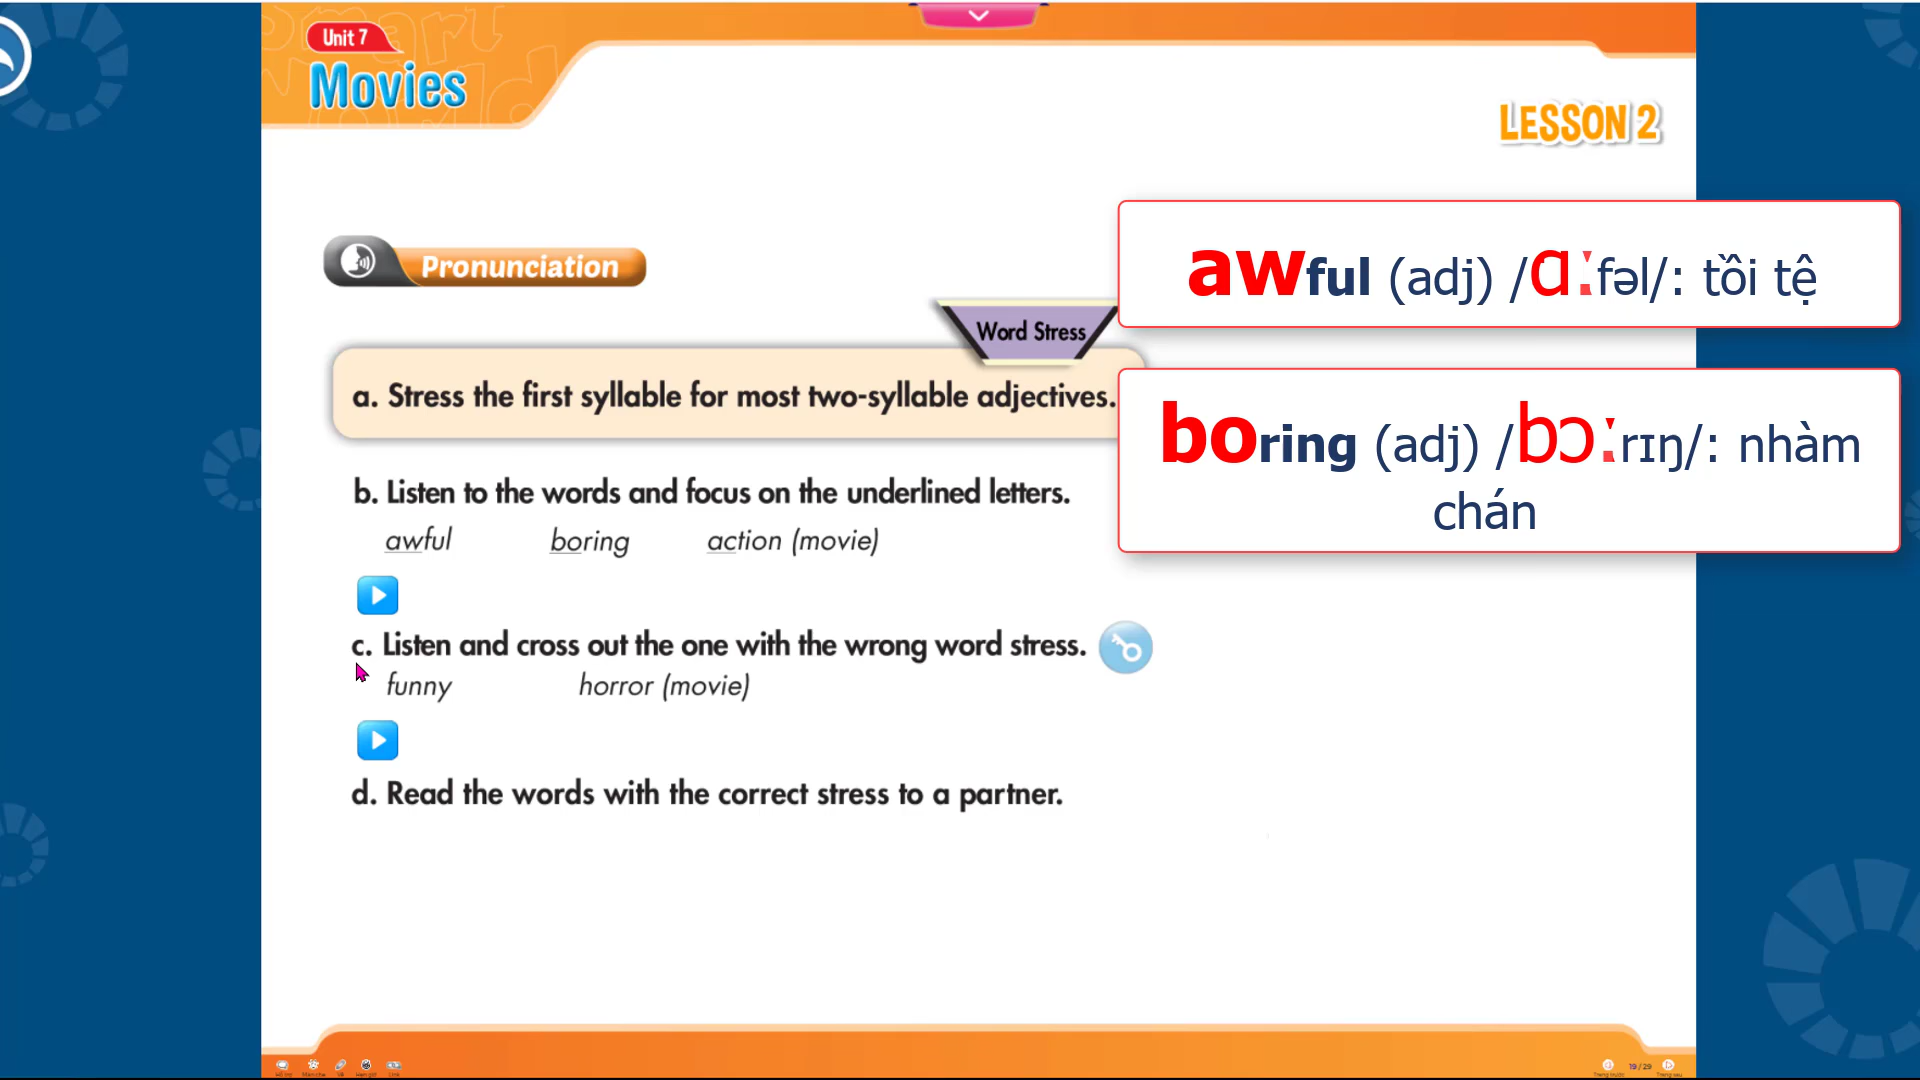 Unit 7
Movies
LESSON 2
Pronunciation
Word Stress
a. Stress the first syllable for most two-syllable adjectives.
awful (adj) /ɑːfəl/: tồi tệ
boring (adj) /bɔːrɪŋ/: nhàm
chán
b. Listen to the words and focus on the underlined letters.
awful boring action (movie)
c. Listen and cross out the one with the wrong word stress.
funny horror (movie)
d. Read the words with the correct stress to a partner.
19 / 29